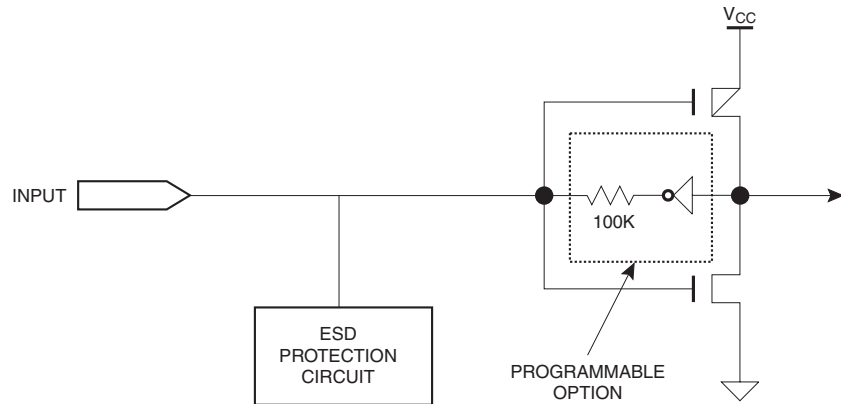 VCC
INPUT
100K
ESD
PROTECTION
CIRCUIT
PROGRAMMABLE
OPTION